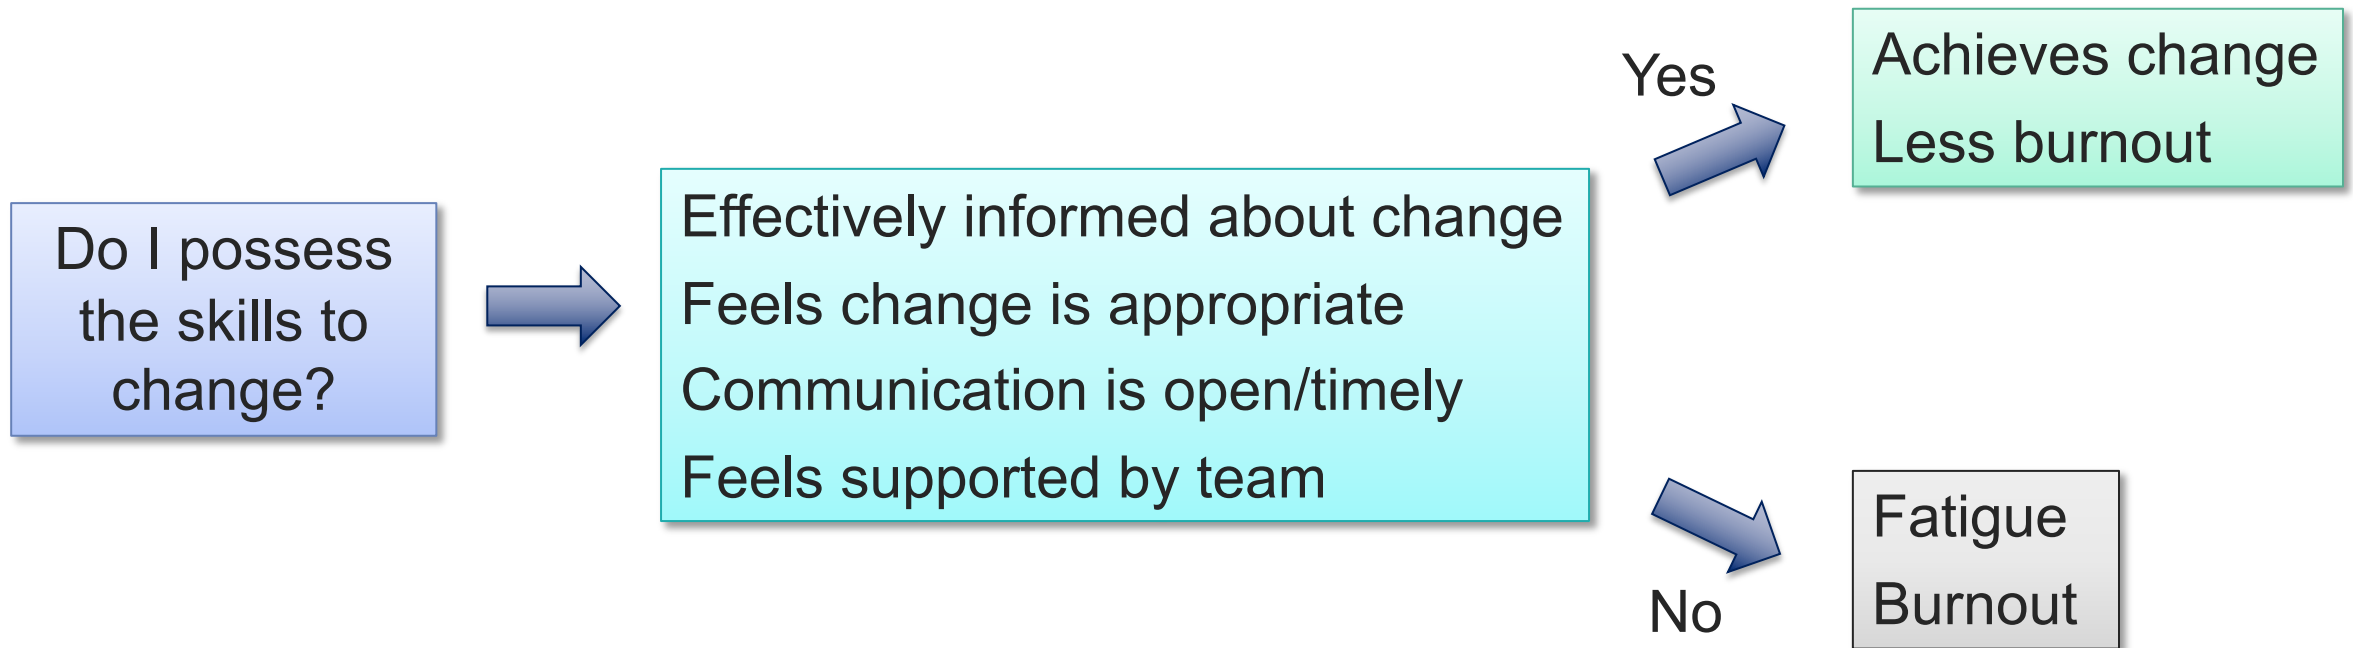 Do I possess
the skills to
change?
Effectively informed about change
Feels change is appropriate
Communication is open/timely
Feels supported by team
Yes
Achieves change
Less burnout
No
Fatigue
Burnout